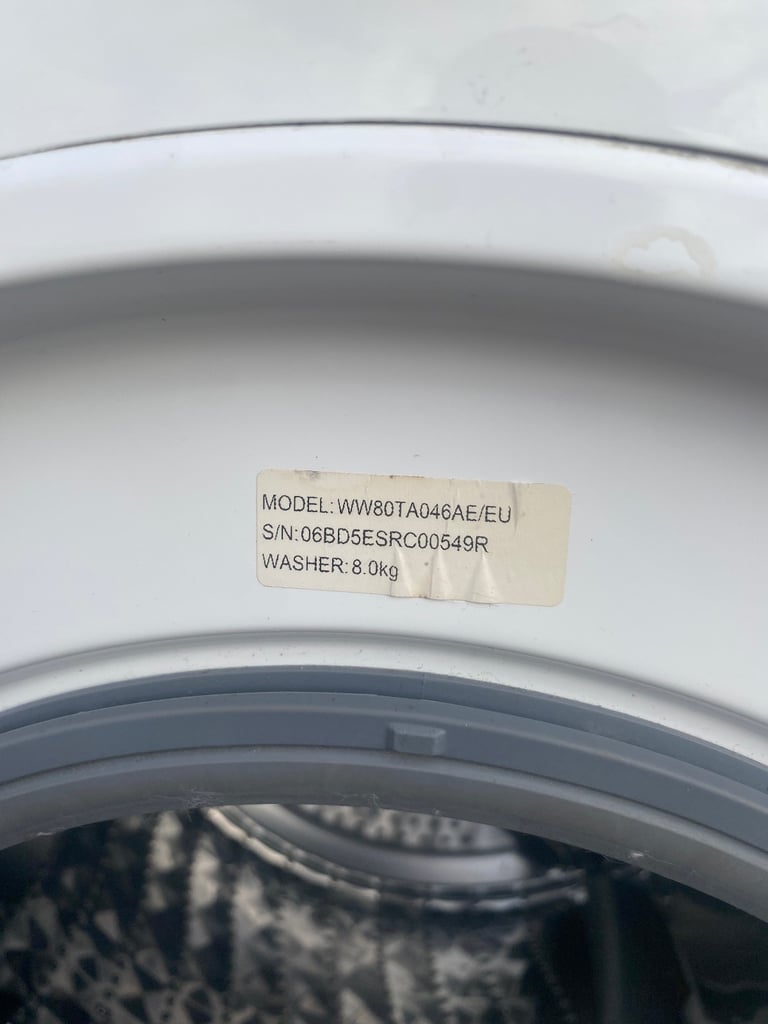 MODEL: WW80TA046AE/EU
S/N: 06BD5ESRC00549R
WASHER: 8.0kg